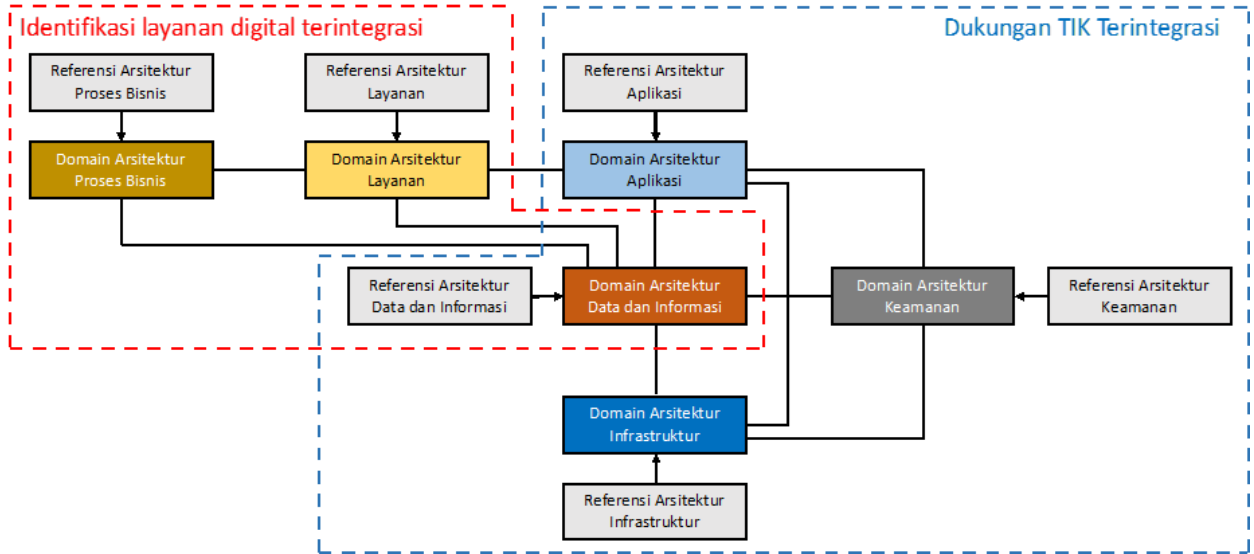 Identifikasi layanan digital terintegrasi
Dukungan TIK Terintegrasi
Referensi Arsitektur
Proses Bisnis
Referensi Arsitektur
Layanan
Referensi Arsitektur
Aplikasi
Domain Arsitektur
Proses Bisnis
Domain Arsitektur
Layanan
Domain Arsitektur
Aplikasi
Referensi Arsitektur
Data dan Informasi
Domain Arsitektur
Data dan Informasi
Domain Arsitektur
Keamanan
Referensi Arsitektur
Keamanan
Domain Arsitektur
Infrastruktur
Referensi Arsitektur
Infrastruktur